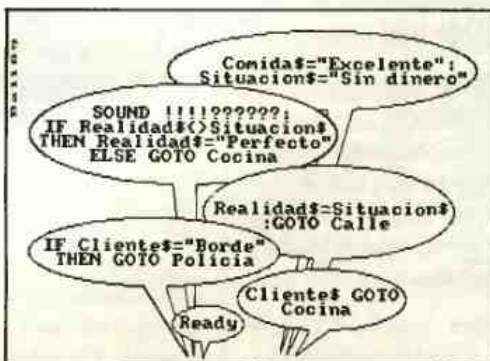 Comida$="Excelente":
Situacion$="Sin dinero"
SOUND !!!!??????:
IF Realidad$<>Situacion$
THEN Realidad$="Perfecto"
ELSE GOTO Cocina
Realidad$=Situacion$
:GOTO Calle
IF Cliente$="Borde"
THEN GOTO Policia
Cliente$ GOTO
Cocina
Ready